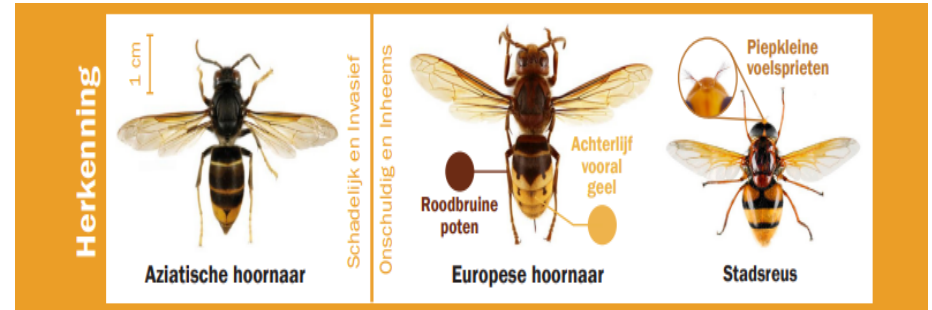 Herkenning
1 cm
Aziatische hoornaar
Schadelijk en Invasief
Onschuldig en Inheems
Roodbruine
poten
Achterlijf
vooral
geel
Europese hoornaar
Piepkleine
voelsprieten
Stadsreus